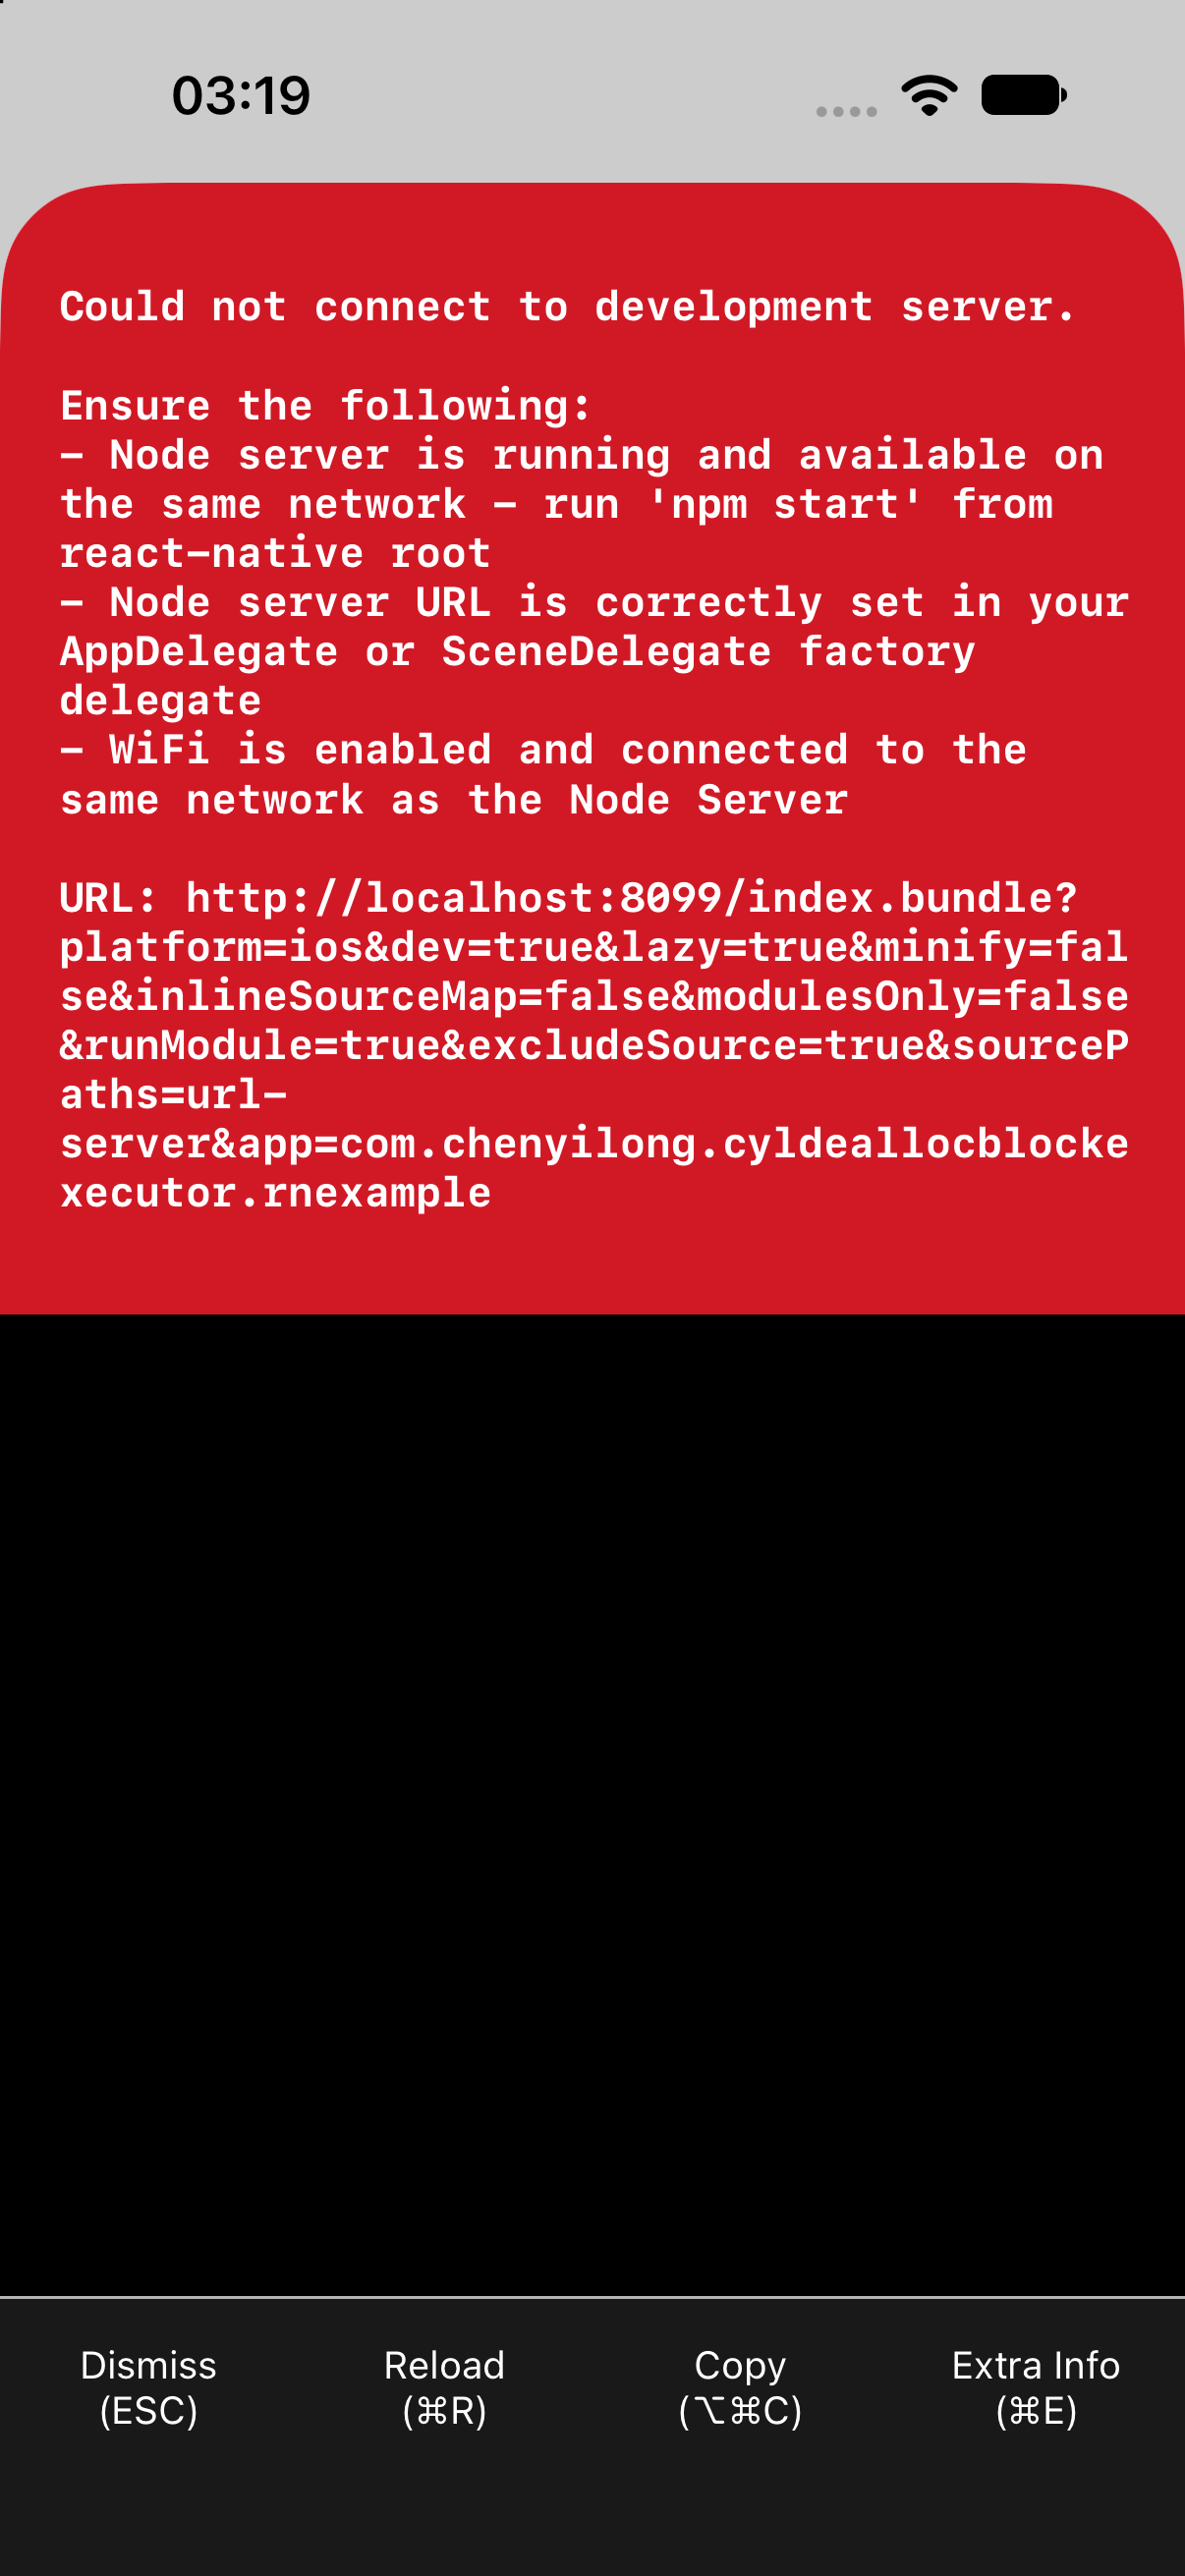 03:19
Could not connect to development server.
Ensure the following:
- Node server is running and available on
the same network - run 'npm start' from
react-native root
- Node server URL is correctly set in your
AppDelegate or SceneDelegate factory
delegate
- WiFi is enabled and connected to the
same network as the Node Server
URL: http://localhost:8099/index.bundle?
platform=ios&dev=true&lazy=true&minify=fal
se&inlineSourceMap=false&modulesOnly=false
&runModule=true&excludeSource=true&sourceP
aths=url-
server&app=com.chenyilong.cyldeallocblocke
xecutor.rnexample
Dismiss Reload Copy Extra Info
(ESC) (⌘R) (⌥⌘C) (⌘E)